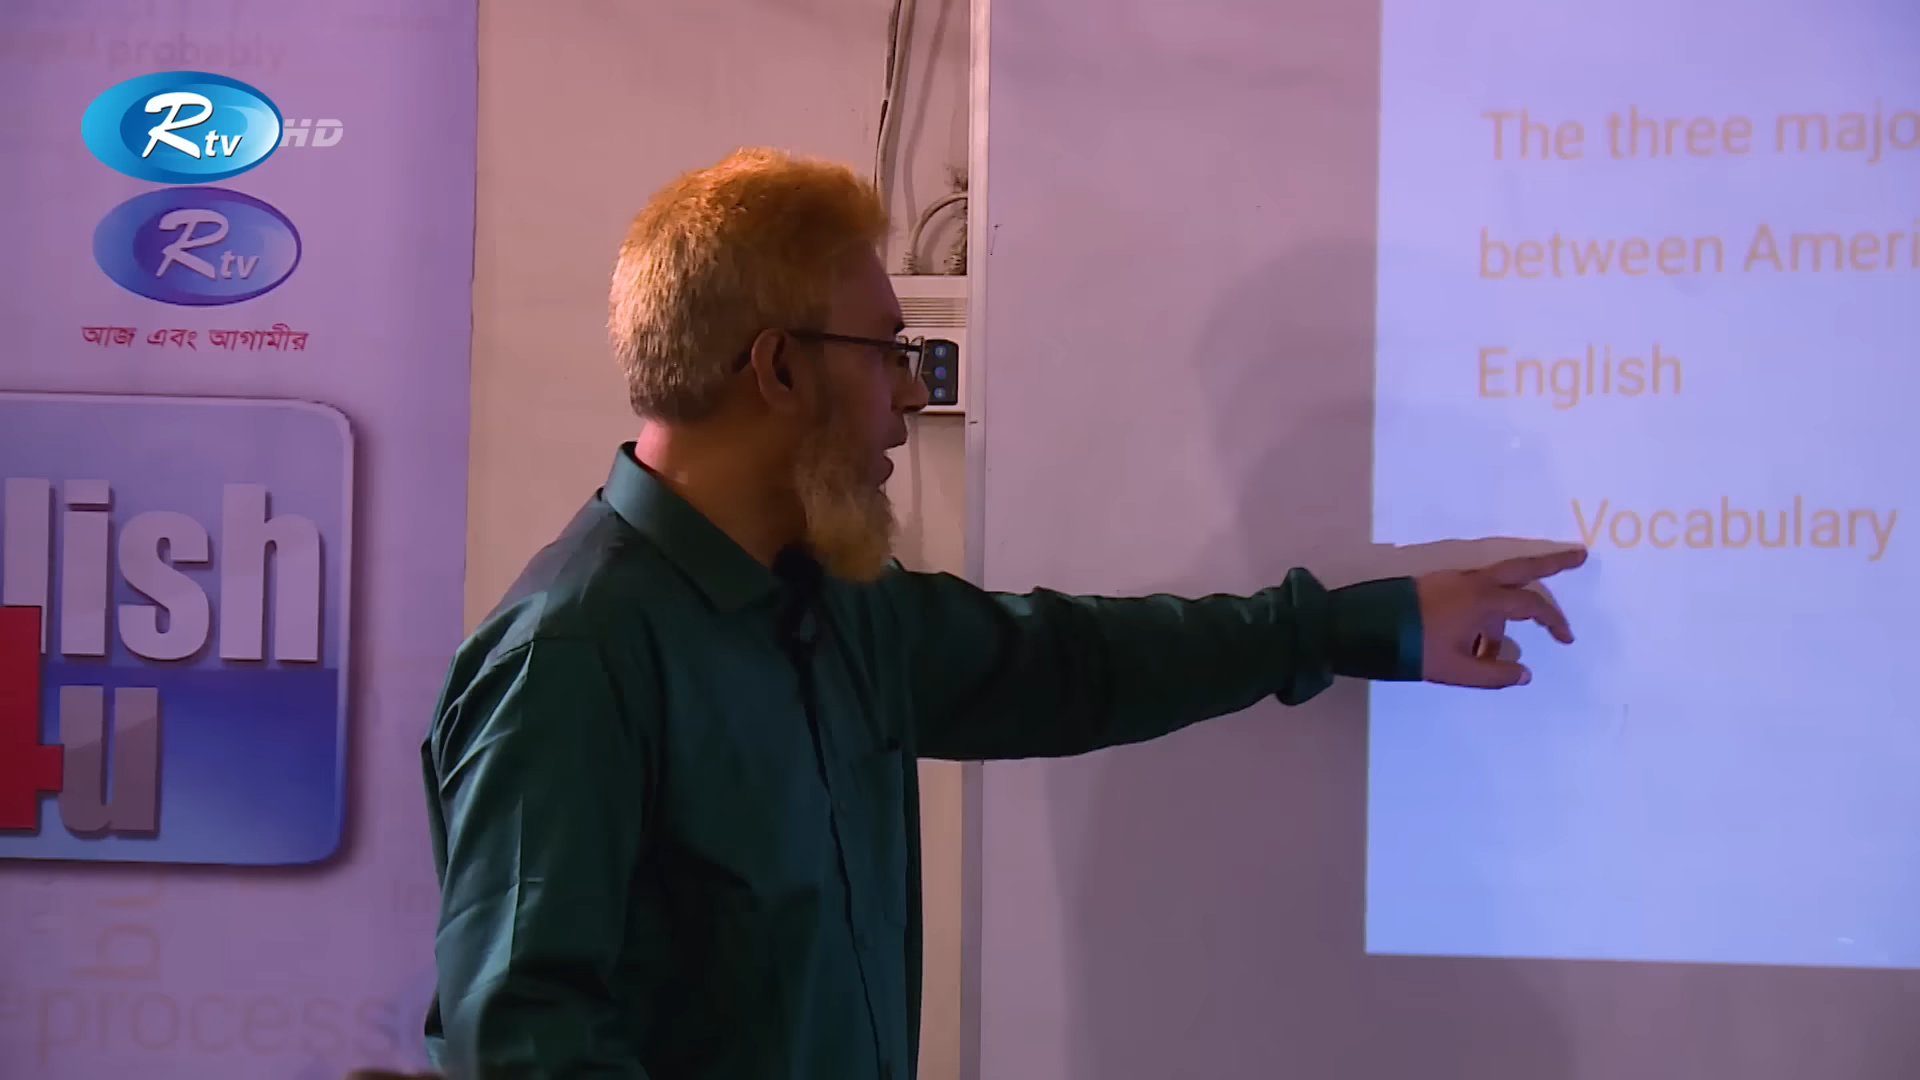 probably
Rtv HD
Rtv
আজ এবং আগামীর
lish
4u
process
The three majo
between Ameri
English
Vocabulary